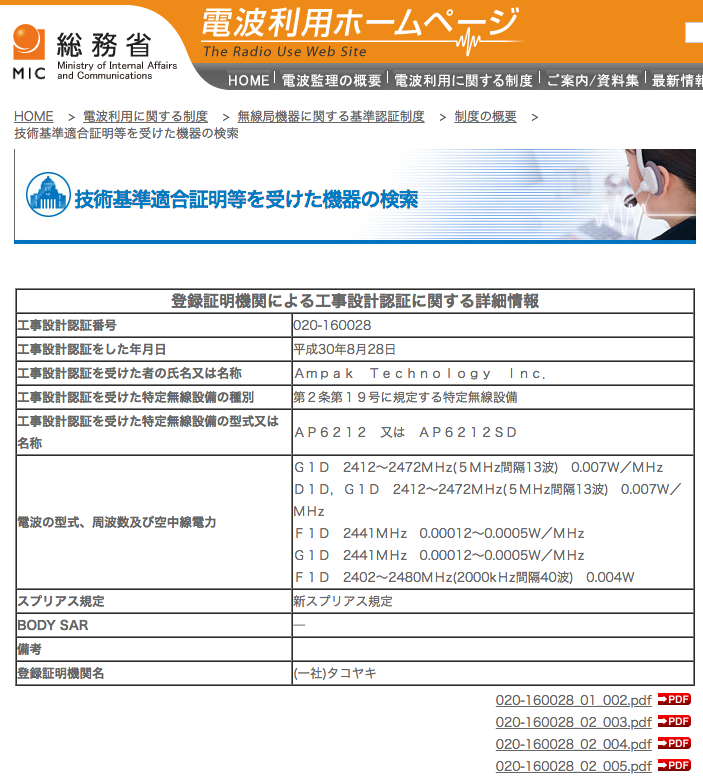 総務省
MIC
Ministry of Internal Affairs
and Communications
電波利用ホームページ
The Radio Use Web Site
HOME | 電波監理の概要 | 電波利用に関する制度 | ご案内/資料集 | 最新情報
HOME > 電波利用に関する制度 > 無線局機器に関する基準認証制度 > 制度の概要 >
技術基準適合証明等を受けた機器の検索
技術基準適合証明等を受けた機器の検索
登録証明機関による工事設計認証に関する詳細情報
工事設計認証番号 020-160028
工事設計認証をした年月日 平成30年8月28日
工事設計認証を受けた者の氏名又は名称 Ａｍｐａｋ　Ｔｅｃｈｎｏｌｏｇｙ　Ｉｎｃ．
工事設計認証を受けた特定無線設備の種別 第２条第１９号に規定する特定無線設備
工事設計認証を受けた特定無線設備の型式又は
名称
ＡＰ６２１２　又は　ＡＰ６２１２ＳＤ
電波の型式、周波数及び空中線電力
Ｇ１Ｄ　2412～2472MHz(５MHz間隔13波)　0.007W／MHz
Ｄ１Ｄ，Ｇ１Ｄ　2412～2472MHz(５MHz間隔13波)　0.007W／
MHz
Ｆ１Ｄ　2441MHz　0.00012～0.0005W／MHz
Ｇ１Ｄ　2441MHz　0.00012～0.0005W／MHz
Ｆ１Ｄ　2402～2480MHz(2000kHz間隔40波)　0.004W
スプリアス規定 新スプリアス規定
BODY SAR ―
備考
登録証明機関名 (一社)タコヤキ
020-160028_01_002.pdf PDF
020-160028_02_003.pdf PDF
020-160028_02_004.pdf PDF
020-160028_02_005.pdf PDF